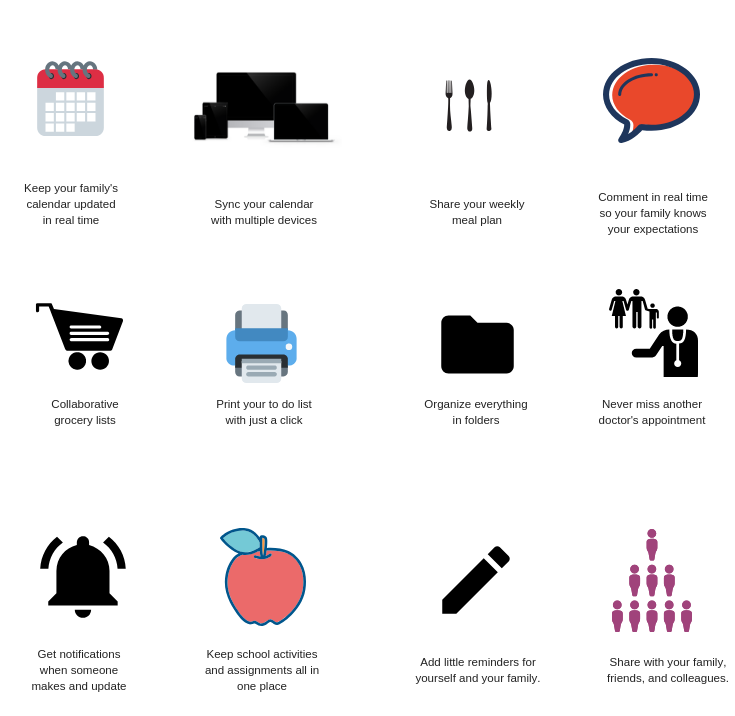 Keep your family's
calendar updated
in real time
Sync your calendar
with multiple devices
Share your weekly
meal plan
Comment in real time
so your family knows
your expectations
Collaborative
grocery lists
Print your to do list
with just a click
Organize everything
in folders
Never miss another
doctor's appointment
Get notifications
when someone
makes and update
Keep school activities
and assignments all in
one place
Add little reminders for
yourself and your family.
Share with your family,
friends, and colleagues.